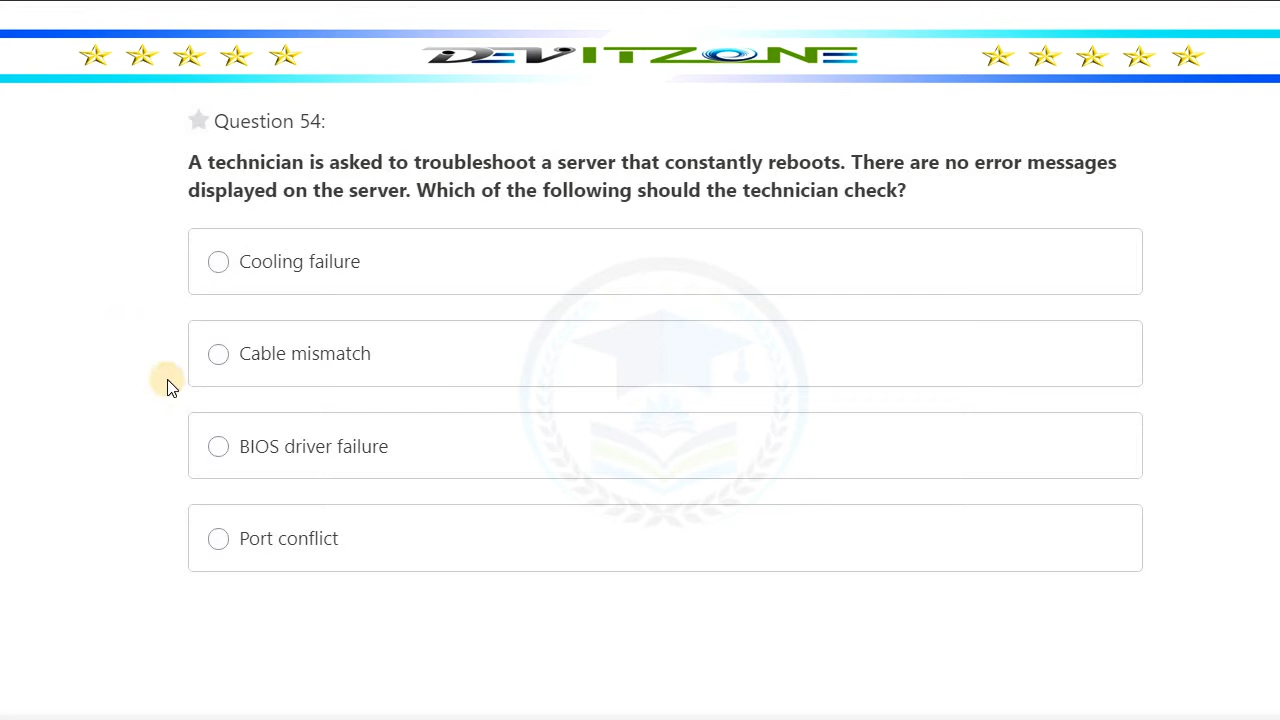 DEVITZONE
Question 54:
A technician is asked to troubleshoot a server that constantly reboots. There are no error messages
displayed on the server. Which of the following should the technician check?
Cooling failure
Cable mismatch
BIOS driver failure
Port conflict